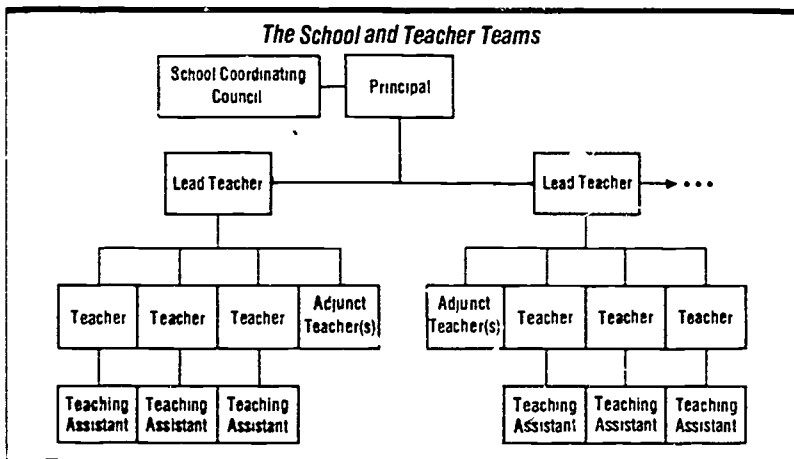 The School and Teacher Teams
School Coordinating
Council
Principal
Lead Teacher
Lead Teacher
• • •
Teacher
Teacher
Teacher
Adjunct
Teacher(s)
Adjunct
Teacher(s)
Teacher
Teacher
Teacher
Teaching
Assistant
Teaching
Assistant
Teaching
Assistant
Teaching
Assistant
Teaching
Assistant
Teaching
Assistant